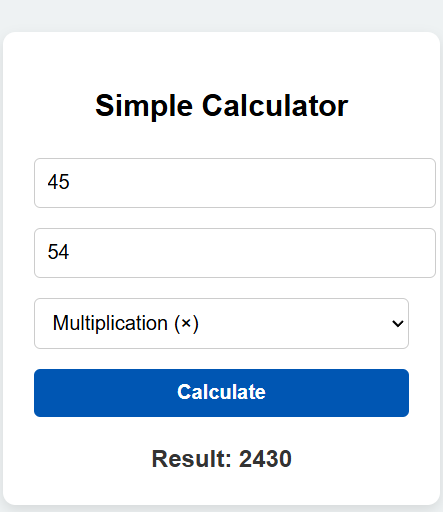 Simple Calculator
45
54
Multiplication (×)
Calculate
Result: 2430